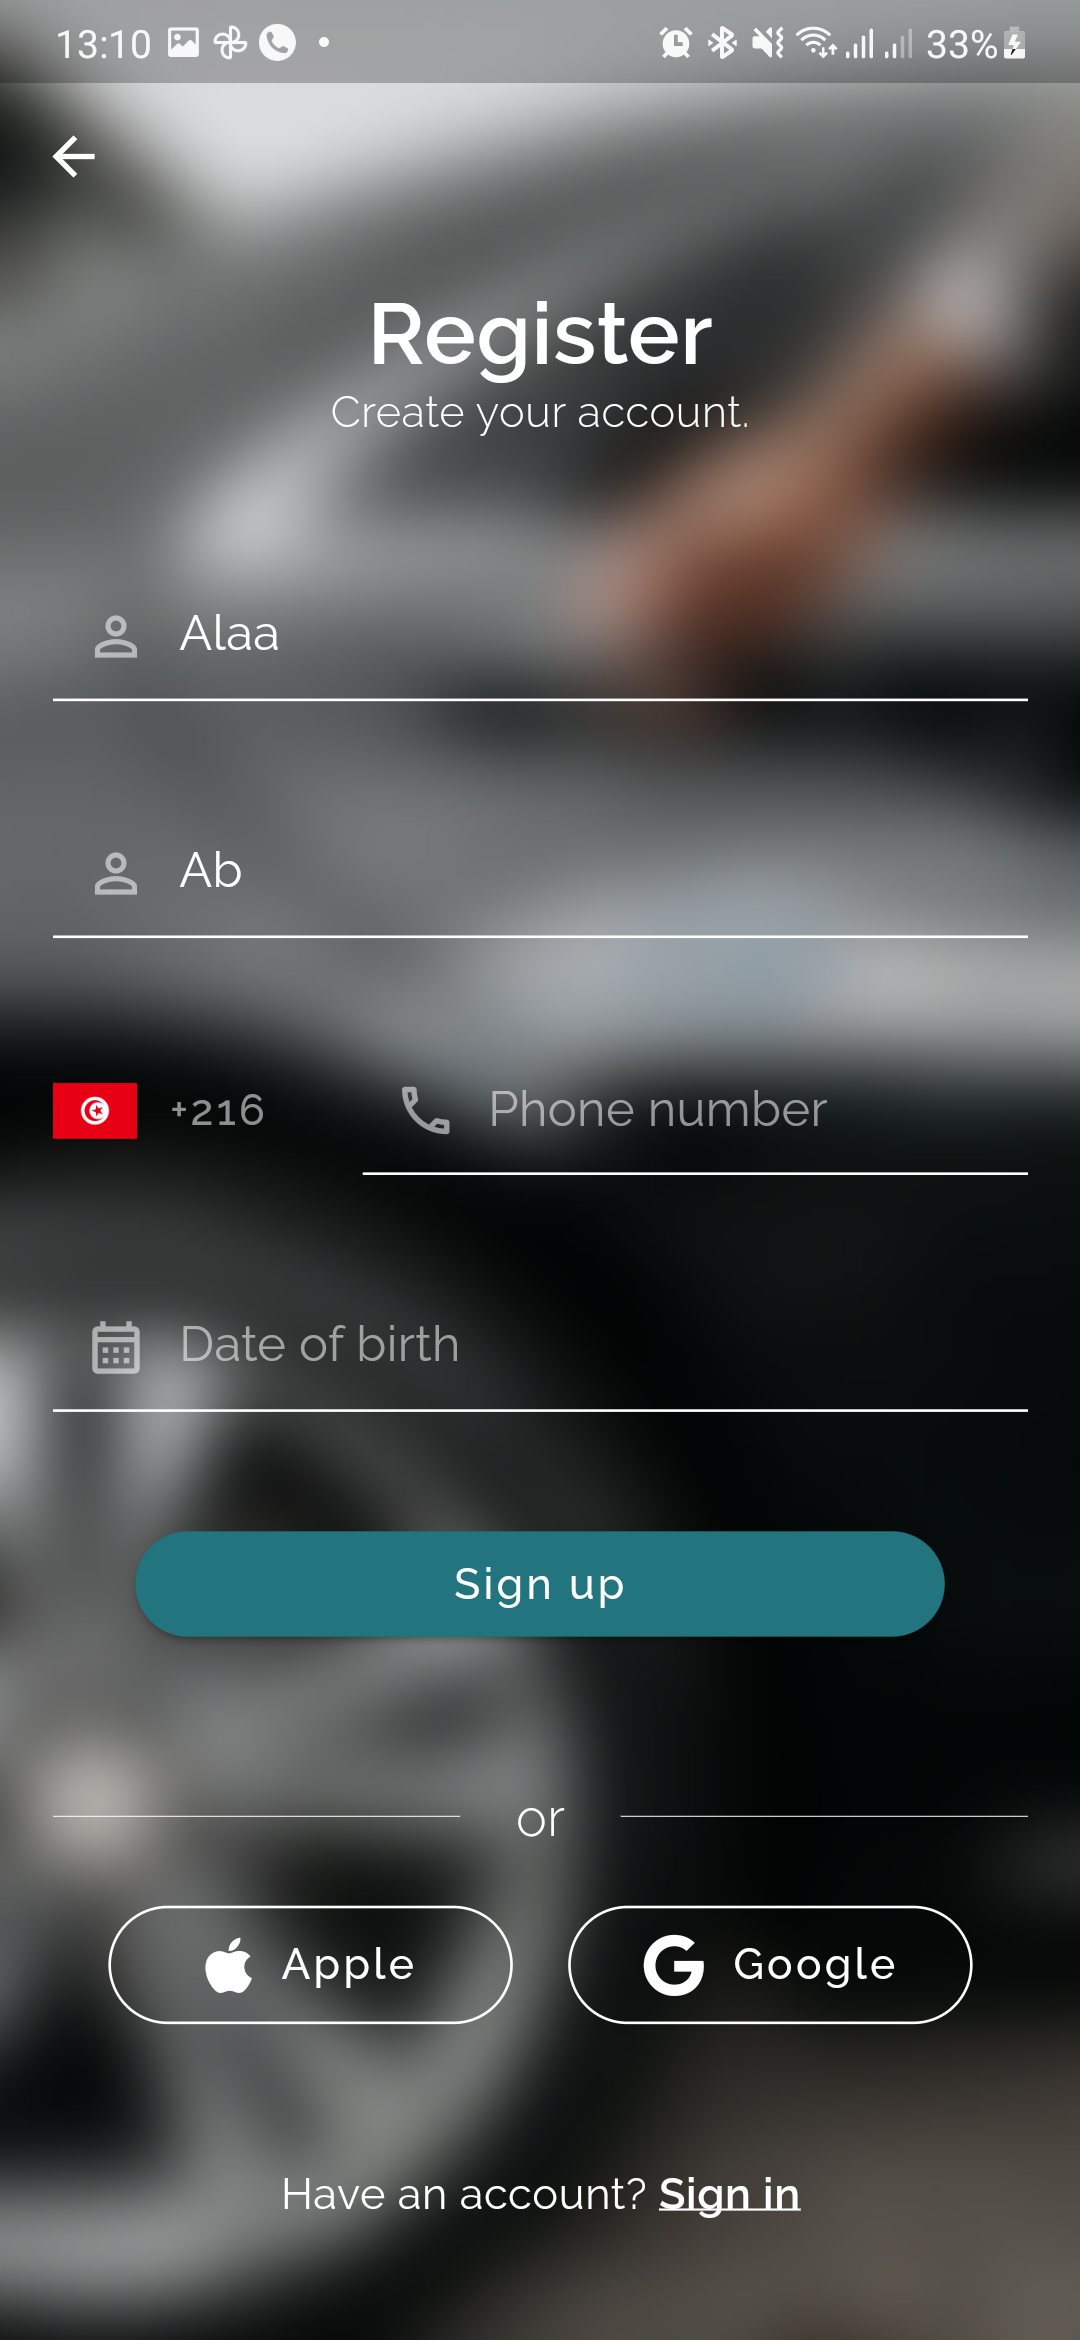 13:10 33%
Register
Create your account.
Alaa
Ab
+216 Phone number
Date of birth
Sign up
or
Apple Google
Have an account? Sign in